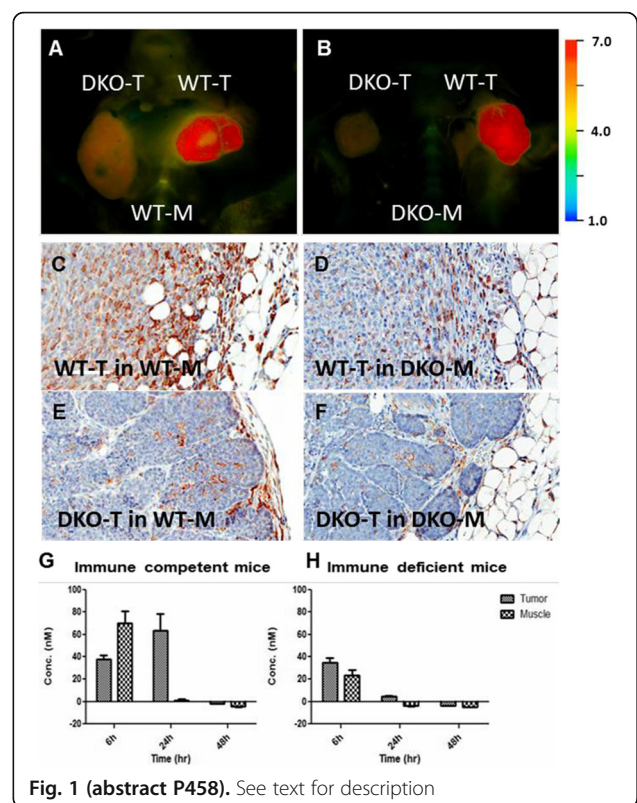 A
B
DKO-T WT-T
DKO-T WT-T
WT-M
DKO-M
7.0
4.0
1.0
C
D
WT-T in WT-M
WT-T in DKO-M
E
F
DKO-T in WT-M
DKO-T in DKO-M
G Immune competent mice
Conc. (nM)
100
80
60
40
20
0
-20
6h
24h
48h
Time (hr)
H Immune deficient mice
Tumor
Muscle
Conc. (nM)
100
80
60
40
20
0
-20
6h
24h
48h
Time (hr)
Fig. 1 (abstract P458). See text for description